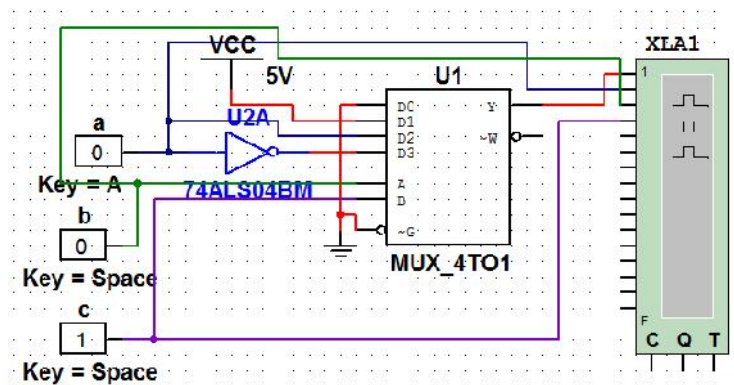 VCC
5V
XLA1
U1
a
0
Key = A
U2A
74ALS04BM
D0
D1
D2
D3
A
~G
Y
~W
MUX_4TO1
b
0
Key = Space
c
1
Key = Space
1
F
C Q T